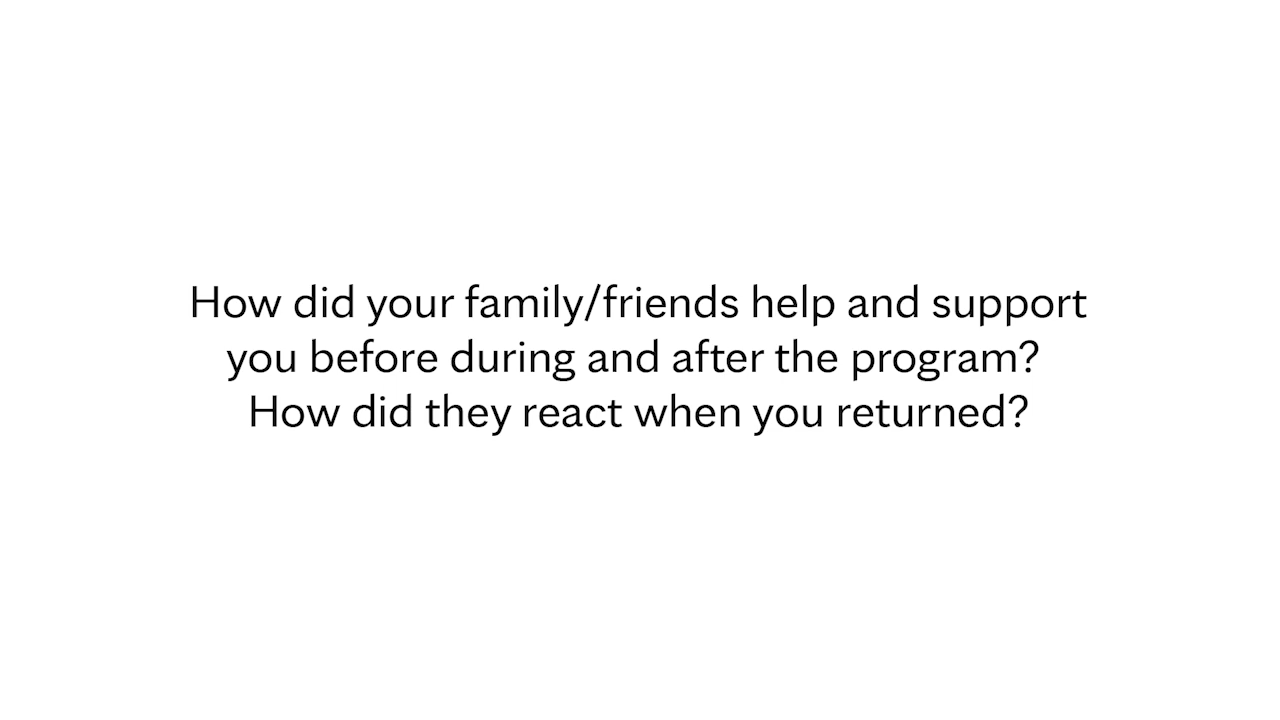 How did your family/friends help and support
you before during and after the program?
How did they react when you returned?